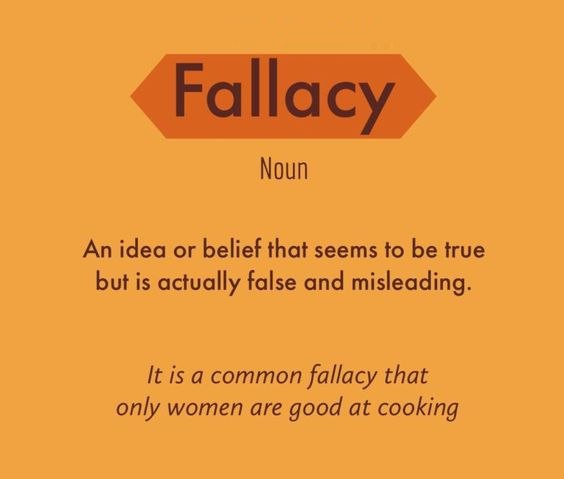 Fallacy
Noun
An idea or belief that seems to be true
but is actually false and misleading.
It is a common fallacy that
only women are good at cooking